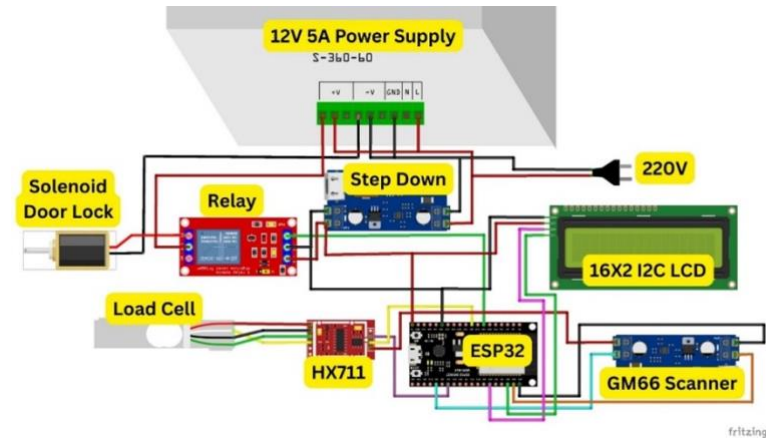 12V 5A Power Supply
S-360-60
+V -V GND N L
220V
Step Down
Solenoid
Door Lock
Relay
16X2 I2C LCD
Load Cell
HX711
ESP32
GM66 Scanner
fritzing